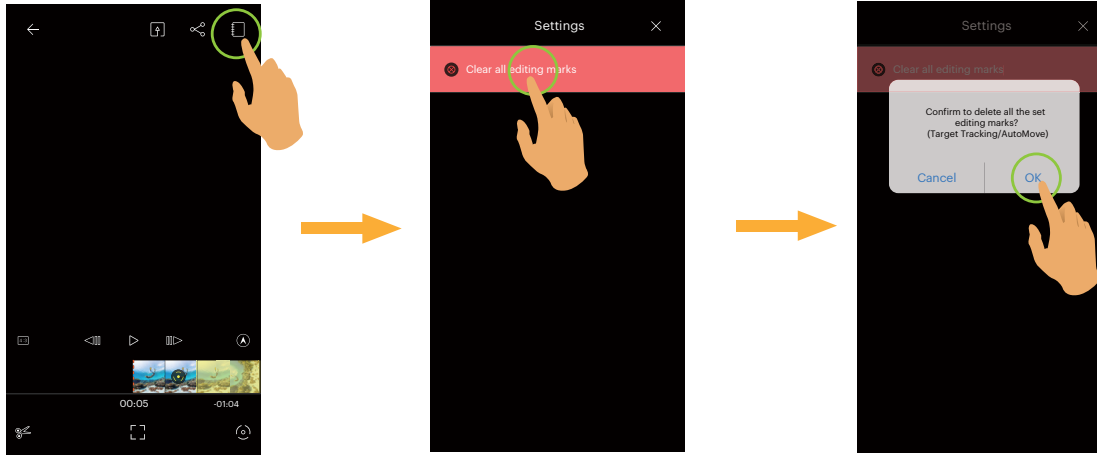 00:05
-01:04
Settings
Clear all editing marks
Settings
Clear all editing marks
Confirm to delete all the set
editing marks?
(Target Tracking/AutoMove)
Cancel
OK